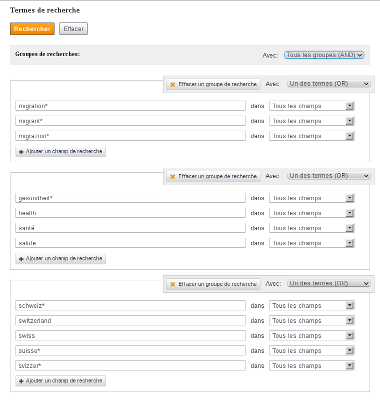 Termes de recherche
Rechercher Effacer
Groupes de recherches: Avec: Tous les groupes (AND)
Effacer un groupe de recherche Avec: Un des termes (OR)
migration* dans Tous les champs
migrant* dans Tous les champs
migrazion* dans Tous les champs
Ajouter un champ de recherche
Effacer un groupe de recherche Avec: Un des termes (OR)
gesundheit* dans Tous les champs
health dans Tous les champs
santé dans Tous les champs
salute dans Tous les champs
Ajouter un champ de recherche
Effacer un groupe de recherche Avec: Un des termes (OR)
schweiz* dans Tous les champs
switzerland dans Tous les champs
swiss dans Tous les champs
suisse* dans Tous les champs
svizzer* dans Tous les champs
Ajouter un champ de recherche